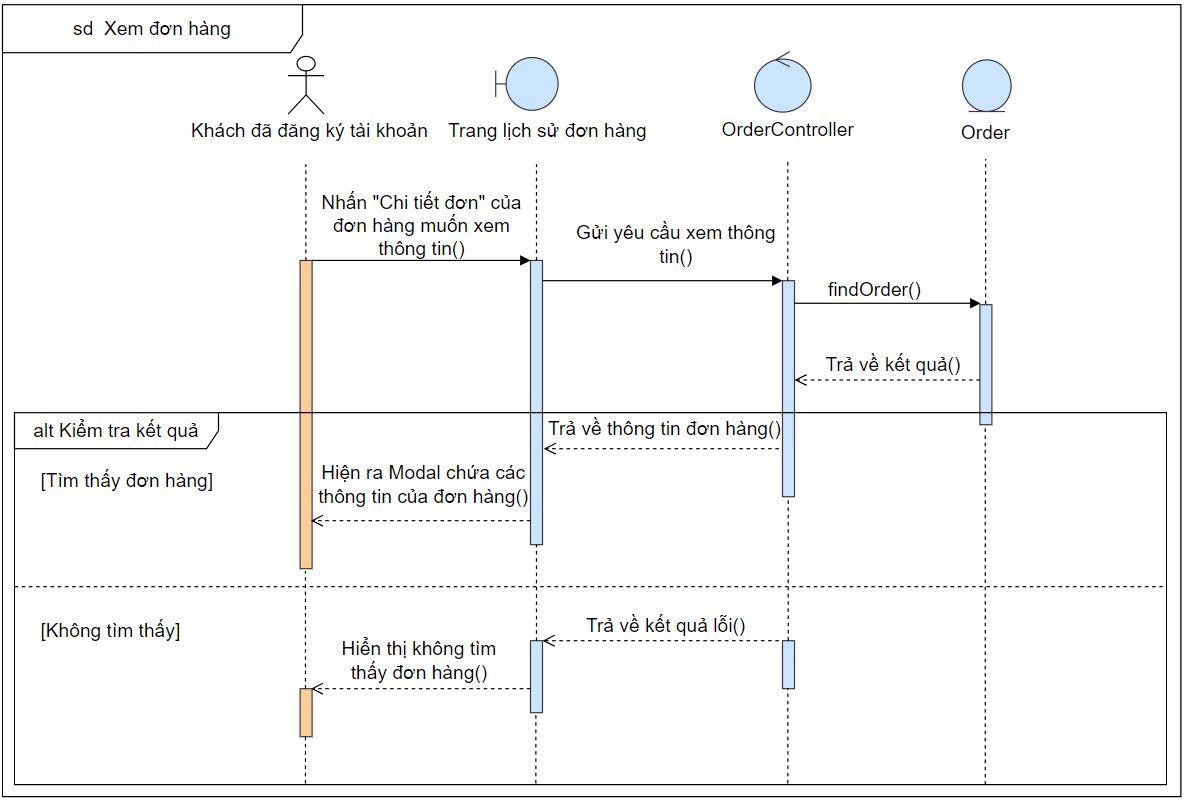 sd Xem đơn hàng
Khách đã đăng ký tài khoản
Trang lịch sử đơn hàng
OrderController
Order
Nhấn "Chi tiết đơn" của
đơn hàng muốn xem
thông tin()
Gửi yêu cầu xem thông
tin()
findOrder()
Trả về kết quả()
alt Kiểm tra kết quả
Trả về thông tin đơn hàng()
[Tìm thấy đơn hàng]
Hiện ra Modal chứa các
thông tin của đơn hàng()
[Không tìm thấy]
Trả về kết quả lỗi()
Hiển thị không tìm
thấy đơn hàng()